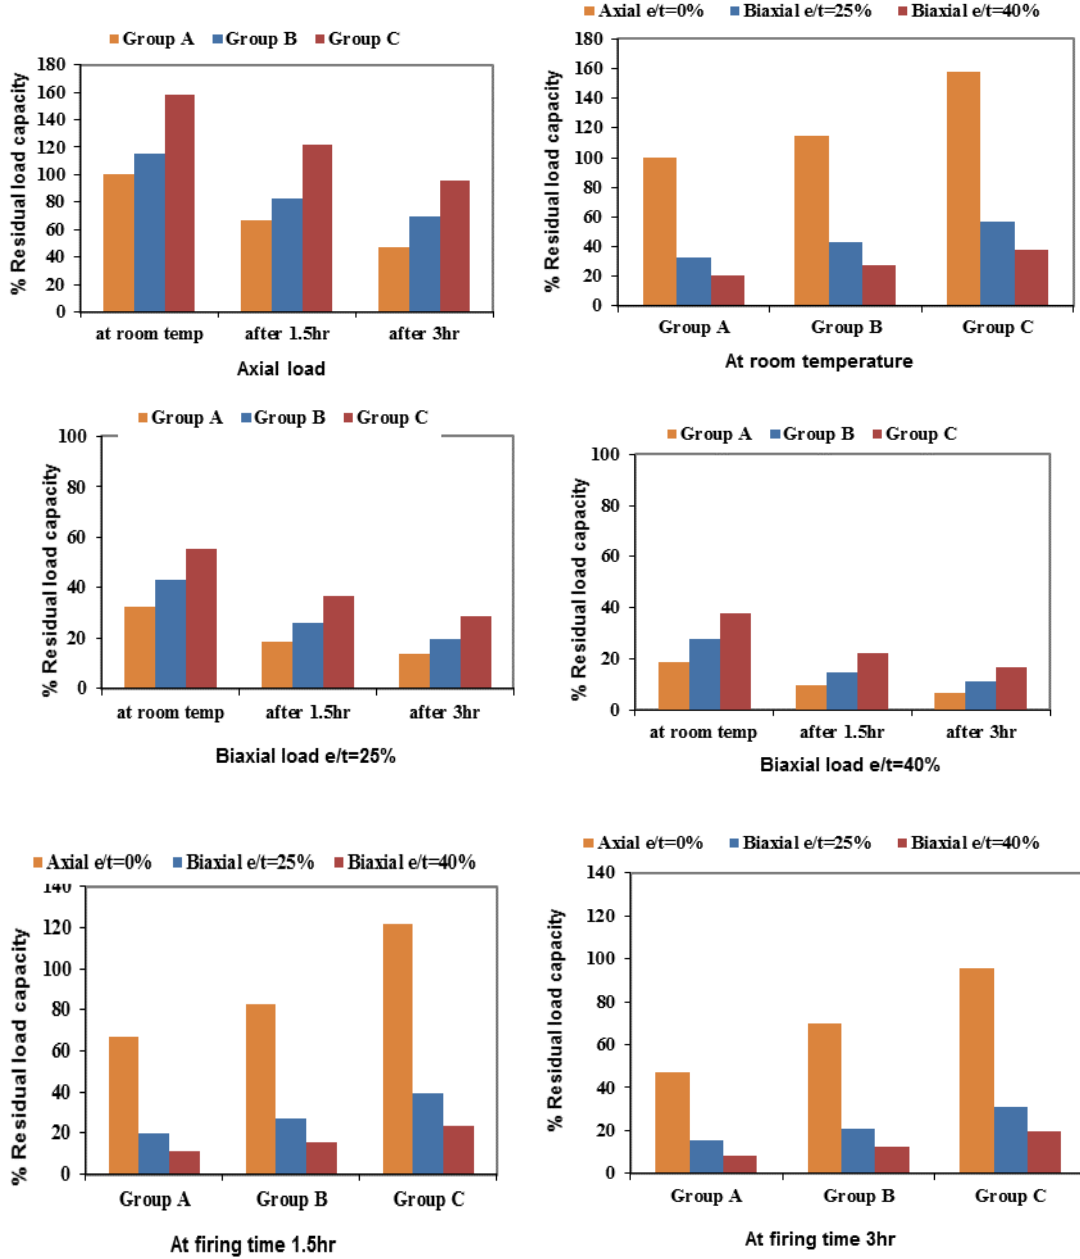 Group A Group B Group C
% Residual load capacity
180
160
140
120
100
80
60
40
20
0
at room temp after 1.5hr after 3hr
Axial load
Axial e/t=0% Biaxial e/t=25% Biaxial e/t=40%
% Residual load capacity
180
160
140
120
100
80
60
40
20
0
Group A Group B Group C
At room temperature
Group A Group B Group C
% Residual load capacity
100
80
60
40
20
0
at room temp after 1.5hr after 3hr
Biaxial load e/t=25%
Group A Group B Group C
% Residual load capacity
100
80
60
40
20
0
at room temp after 1.5hr after 3hr
Biaxial load e/t=40%
Axial e/t=0% Biaxial e/t=25% Biaxial e/t=40%
% Residual load capacity
140
120
100
80
60
40
20
0
Group A Group B Group C
At firing time 1.5hr
Axial e/t=0% Biaxial e/t=25% Biaxial e/t=40%
% Residual load capacity
140
120
100
80
60
40
20
0
Group A Group B Group C
At firing time 3hr